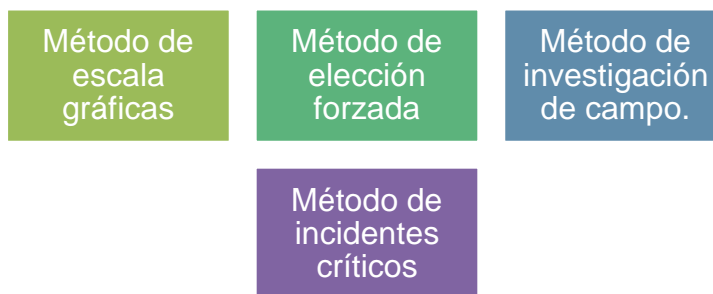 Método de
escala
gráficas
Método de
elección
forzada
Método de
investigación
de campo.
Método de
incidentes
críticos